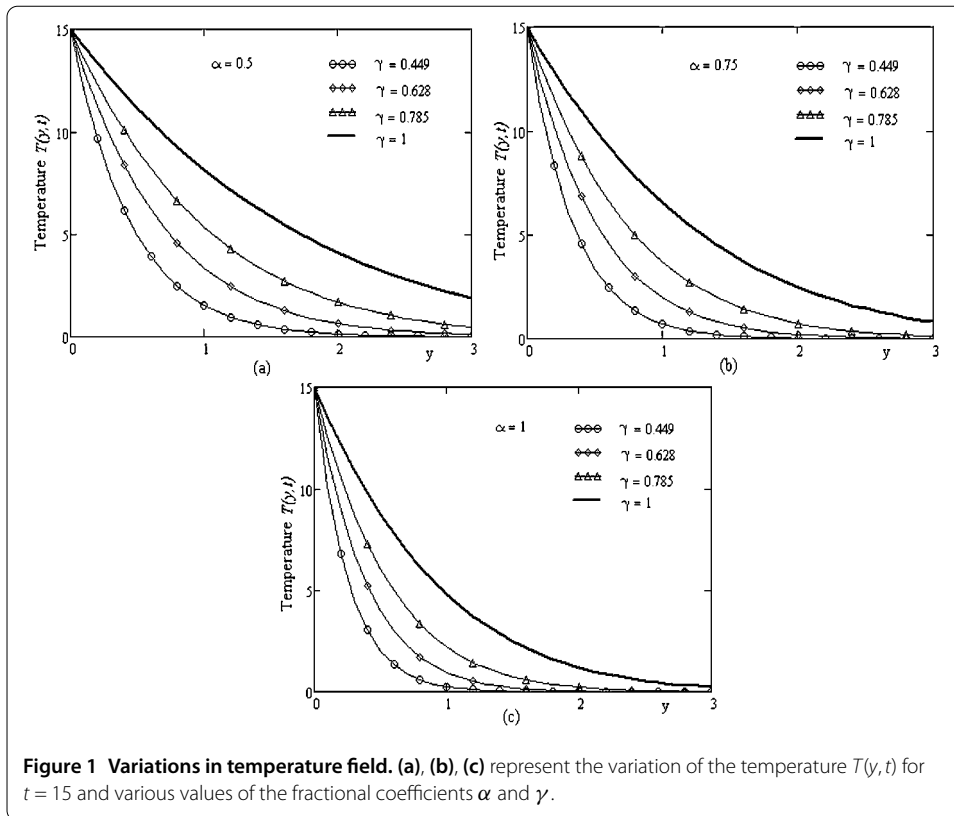 15
10
5
0
Temperature T(y,t)
α = 0.5
γ = 0.449
γ = 0.628
γ = 0.785
γ = 1
0 1 2 y 3
(a)
15
10
5
0
Temperature T(y,t)
α = 0.75
γ = 0.449
γ = 0.628
γ = 0.785
γ = 1
0 1 2 y 3
(b)
15
10
5
0
Temperature T(y,t)
α = 1
γ = 0.449
γ = 0.628
γ = 0.785
γ = 1
0 1 2 y 3
(c)
Figure 1 Variations in temperature field. (a), (b), (c) represent the variation of the temperature T(y, t) for
t = 15 and various values of the fractional coefficients α and γ.